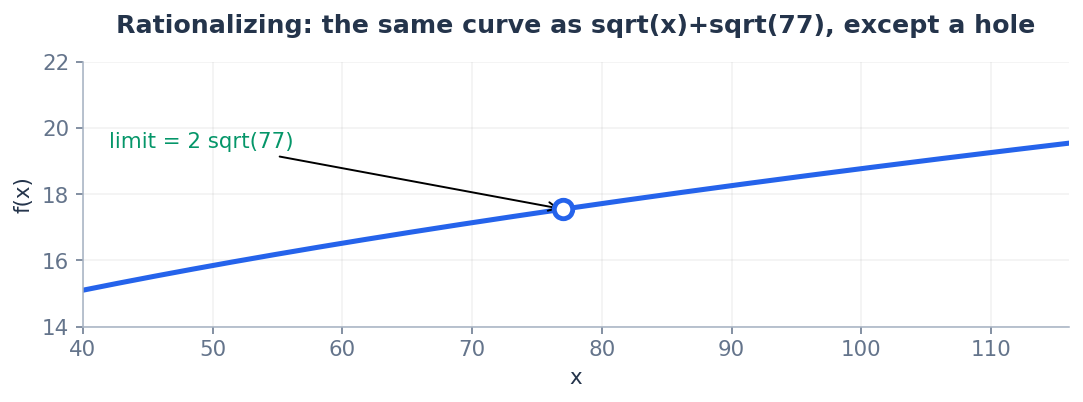 Rationalizing: the same curve as sqrt(x)+sqrt(77), except a hole
22
20
18
16
14
f(x)
limit = 2 sqrt(77)
40 50 60 70 80 90 100 110
x